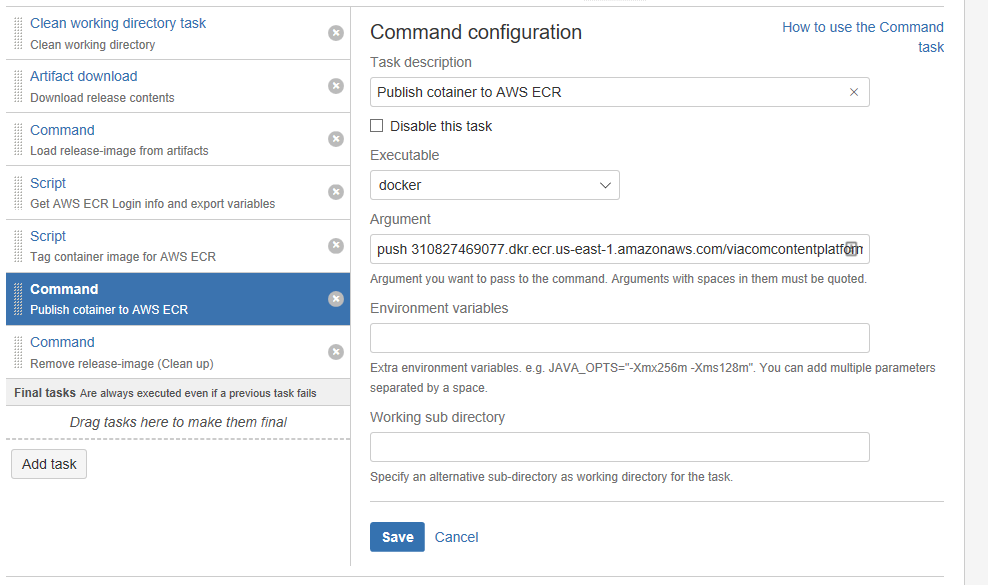 Clean working directory task
Clean working directory
Artifact download
Download release contents
Command
Load release-image from artifacts
Script
Get AWS ECR Login info and export variables
Script
Tag container image for AWS ECR
Command
Publish cotainer to AWS ECR
Command
Remove release-image (Clean up)
Final tasks Are always executed even if a previous task fails
Drag tasks here to make them final
Add task
Command configuration
How to use the Command
task
Task description
Publish cotainer to AWS ECR
Disable this task
Executable
docker
Argument
push 310827469077.dkr.ecr.us-east-1.amazonaws.com/viacomcontentplatform
Argument you want to pass to the command. Arguments with spaces in them must be quoted.
Environment variables
Extra environment variables. e.g. JAVA_OPTS="-Xmx256m -Xms128m". You can add multiple parameters
separated by a space.
Working sub directory
Specify an alternative sub-directory as working directory for the task.
Save
Cancel